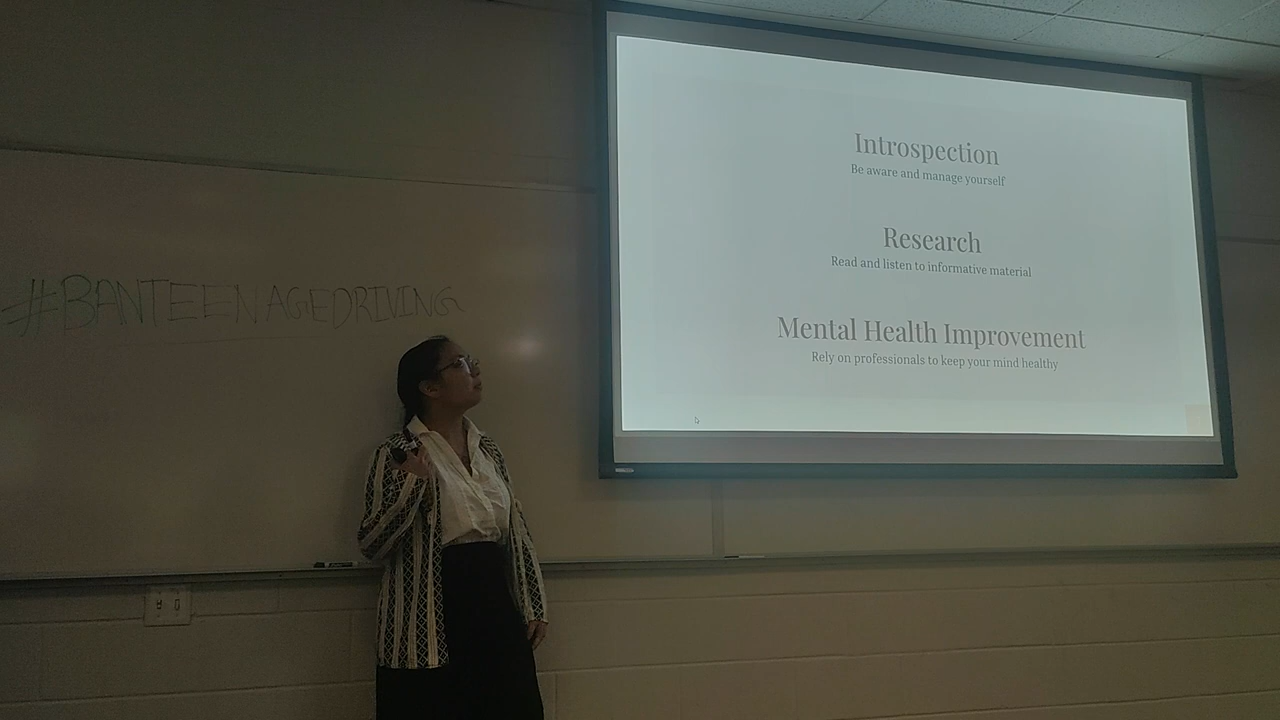 #BANTEENAGEDRIVING
Introspection
Be aware and manage yourself
Research
Read and listen to informative material
Mental Health Improvement
Rely on professionals to keep your mind healthy